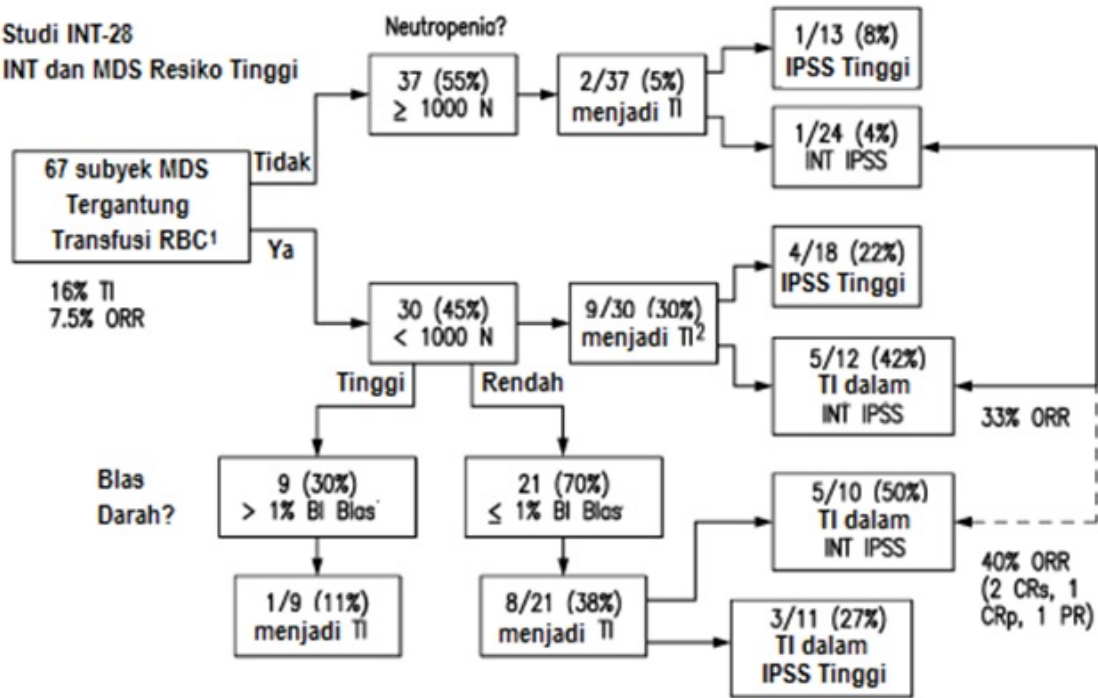 Studi INT-28
INT dan MDS Resiko Tinggi
Neutropenia?
67 subyek MDS
Tergantung
Transfusi RBC1
16% TI
7.5% ORR
Tidak
Ya
37 (55%)
≥ 1000 N
2/37 (5%)
menjadi TI
1/13 (8%)
IPSS Tinggi
1/24 (4%)
INT IPSS
30 (45%)
< 1000 N
9/30 (30%)
menjadi TI2
4/18 (22%)
IPSS Tinggi
5/12 (42%)
TI dalam
INT IPSS
33% ORR
Tinggi
Rendah
Blas
Darah?
9 (30%)
> 1% Bl Blas
21 (70%)
≤ 1% Bl Blas
1/9 (11%)
menjadi TI
8/21 (38%)
menjadi TI
5/10 (50%)
TI dalam
INT IPSS
40% ORR
(2 CRs, 1
CRp, 1 PR)
3/11 (27%)
TI dalam
IPSS Tinggi